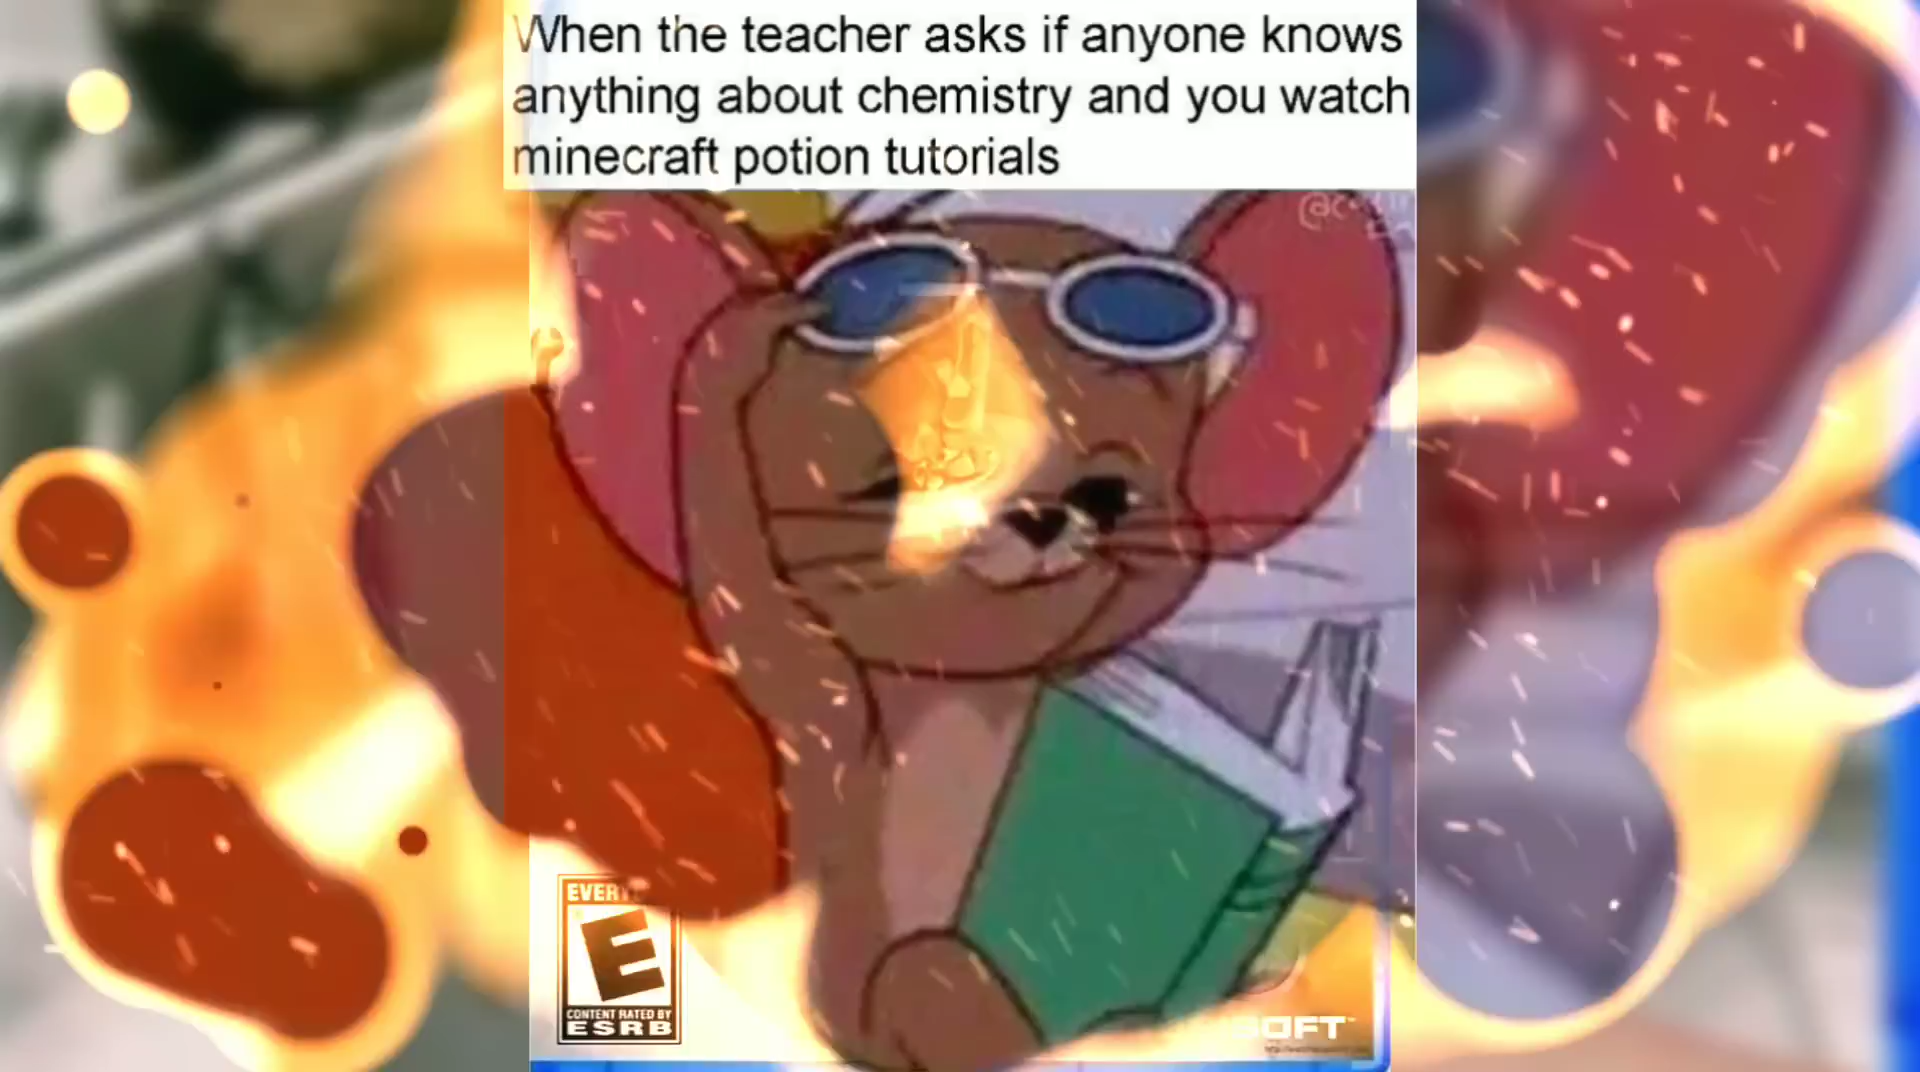 When the teacher asks if anyone knows
anything about chemistry and you watch
minecraft potion tutorials
E
CONTENT RATED BY
ESRB